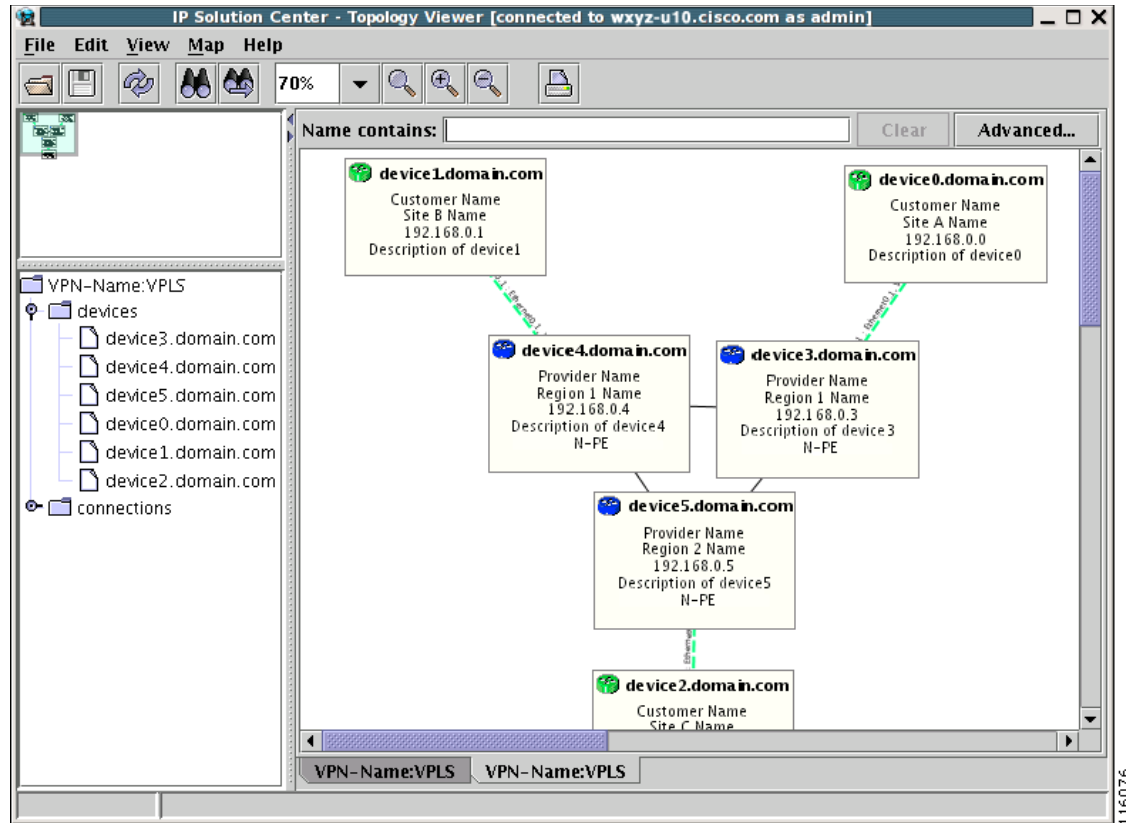 IP Solution Center - Topology Viewer [connected to wxyz-u10.cisco.com as admin]
File Edit View Map Help
70%
Name contains:
Clear
Advanced...
VPN-Name:VPLS
devices
device3.domain.com
device4.domain.com
device5.domain.com
device0.domain.com
device1.domain.com
device2.domain.com
connections
device1.domain.com
Customer Name
Site B Name
192.168.0.1
Description of device1
device0.domain.com
Customer Name
Site A Name
192.168.0.0
Description of device0
Ethernet0.1
Ethernet0.1
device4.domain.com
Provider Name
Region 1 Name
192.168.0.4
Description of device4
N-PE
device3.domain.com
Provider Name
Region 1 Name
192.168.0.3
Description of device3
N-PE
device5.domain.com
Provider Name
Region 2 Name
192.168.0.5
Description of device5
N-PE
device2.domain.com
Customer Name
Site C Name
VPN-Name:VPLS
VPN-Name:VPLS
116076